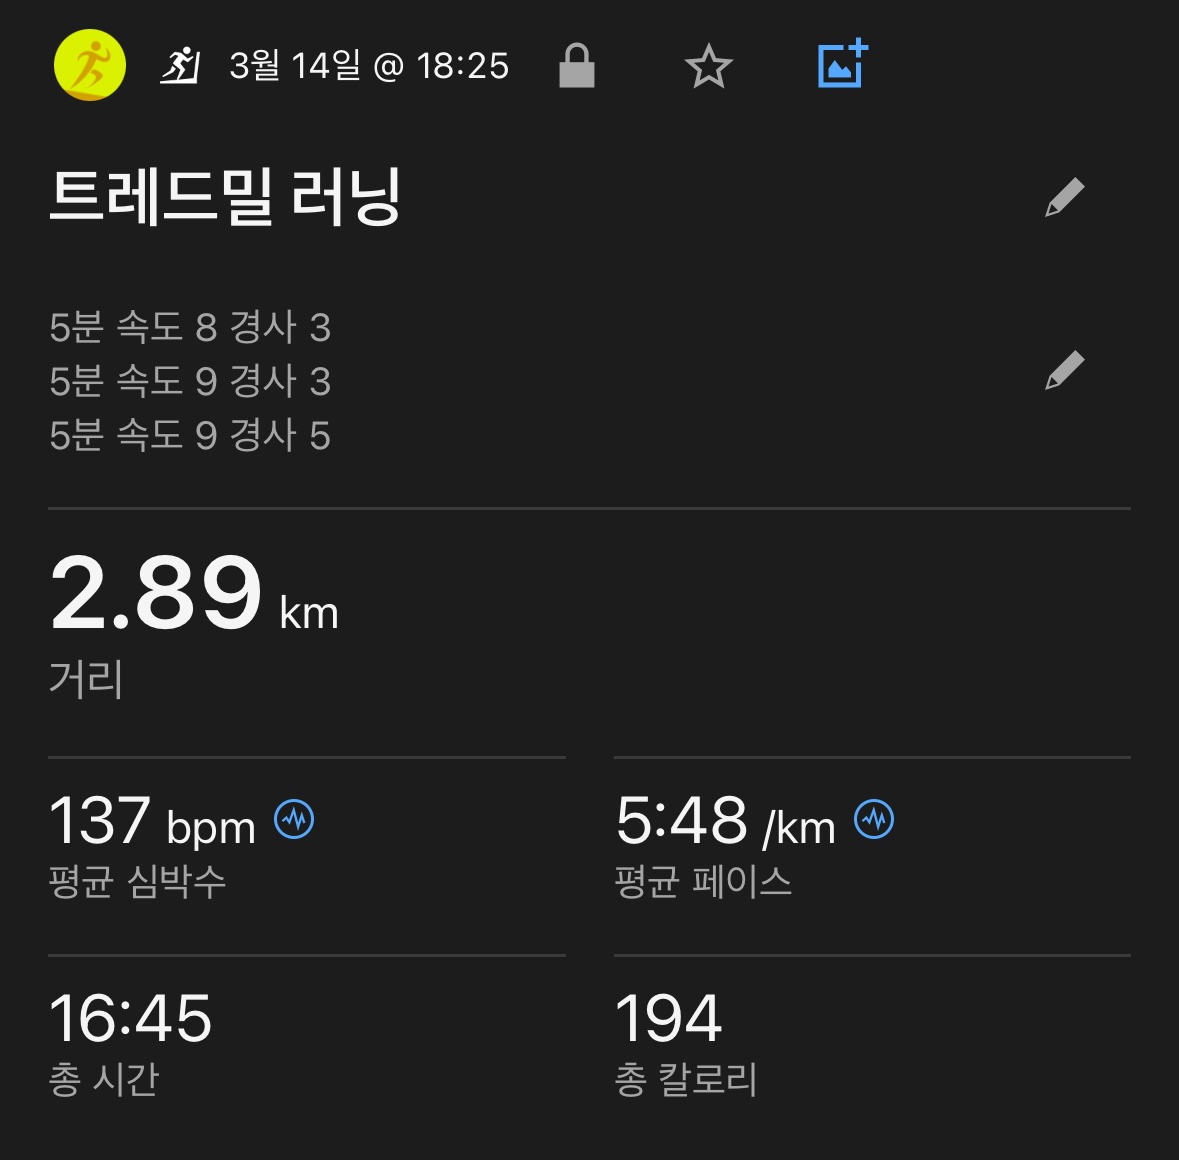 3월 14일 @ 18:25
트레드밀 러닝
5분 속도 8 경사 3
5분 속도 9 경사 3
5분 속도 9 경사 5
2.89 km
거리
137 bpm
평균 심박수
5:48 /km
평균 페이스
16:45
총 시간
194
총 칼로리